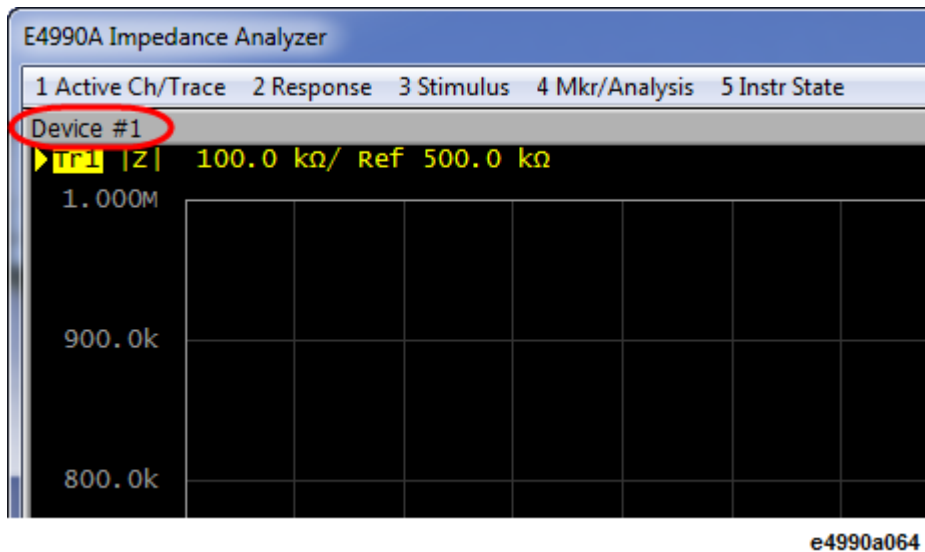 E4990A Impedance Analyzer
1 Active Ch/Trace 2 Response 3 Stimulus 4 Mkr/Analysis 5 Instr State
Device #1
Tr1 |Z| 100.0 kΩ/ Ref 500.0 kΩ
1.000M
900.0k
800.0k
e4990a064